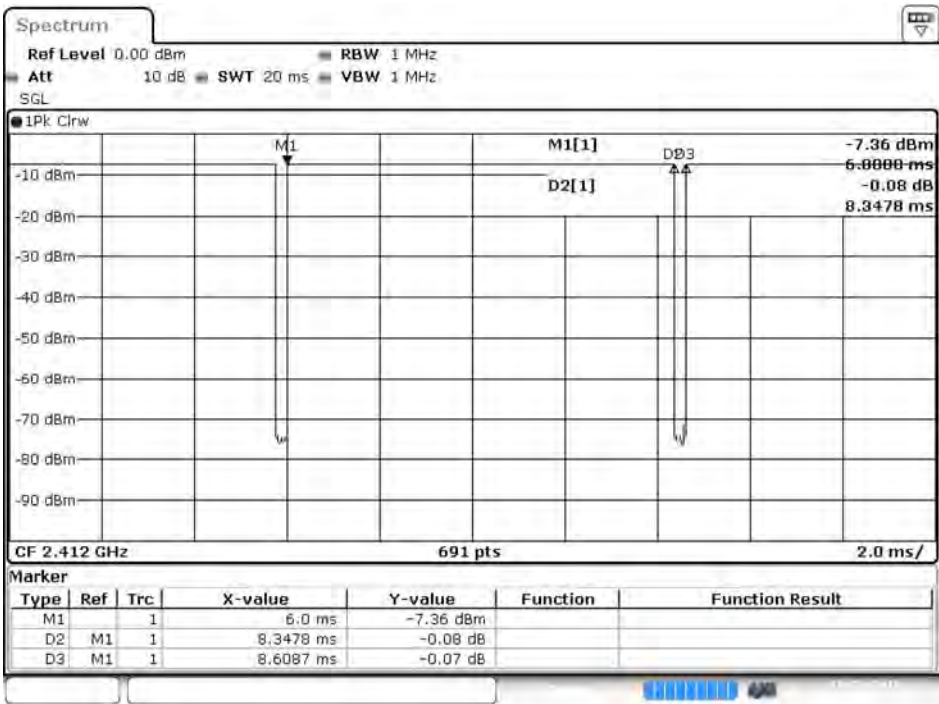 Spectrum
Ref Level 0.00 dBm RBW 1 MHz
Att 10 dB SWT 20 ms VBW 1 MHz
SGL
1Pk Clrw
M1 M1[1] D2D3 -7.36 dBm
6.0000 ms
-10 dBm D2[1] -0.08 dB
8.3478 ms
-20 dBm
-30 dBm
-40 dBm
-50 dBm
-60 dBm
-70 dBm
-80 dBm
-90 dBm
CF 2.412 GHz 691 pts 2.0 ms/
Marker
Type Ref Trc X-value Y-value Function Function Result
M1 1 6.0 ms -7.36 dBm
D2 M1 1 8.3478 ms -0.08 dB
D3 M1 1 8.6087 ms -0.07 dB